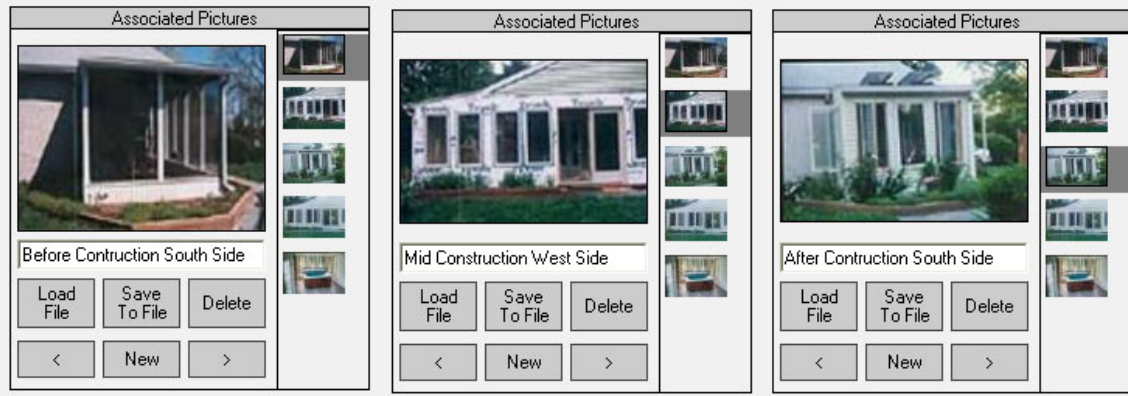 Associated Pictures
Before Contruction South Side
Load File
Save To File
Delete
<
New
>
Associated Pictures
Mid Construction West Side
Load File
Save To File
Delete
<
New
>
Associated Pictures
After Contruction South Side
Load File
Save To File
Delete
<
New
>